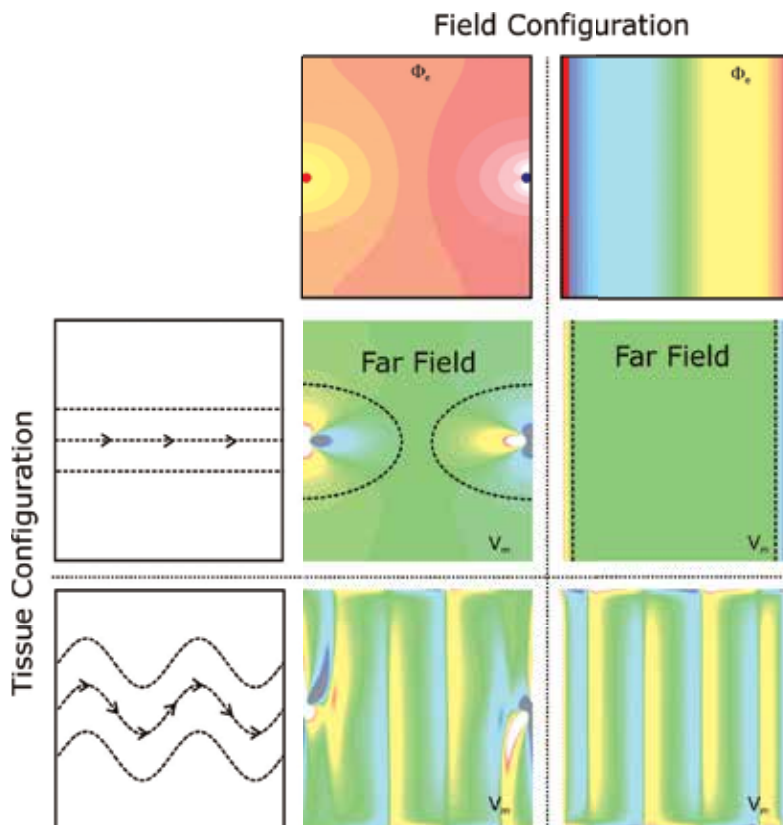 Field Configuration
Φe
Φe
Tissue Configuration
Far Field
Vm
Far Field
Vm
Vm
Vm